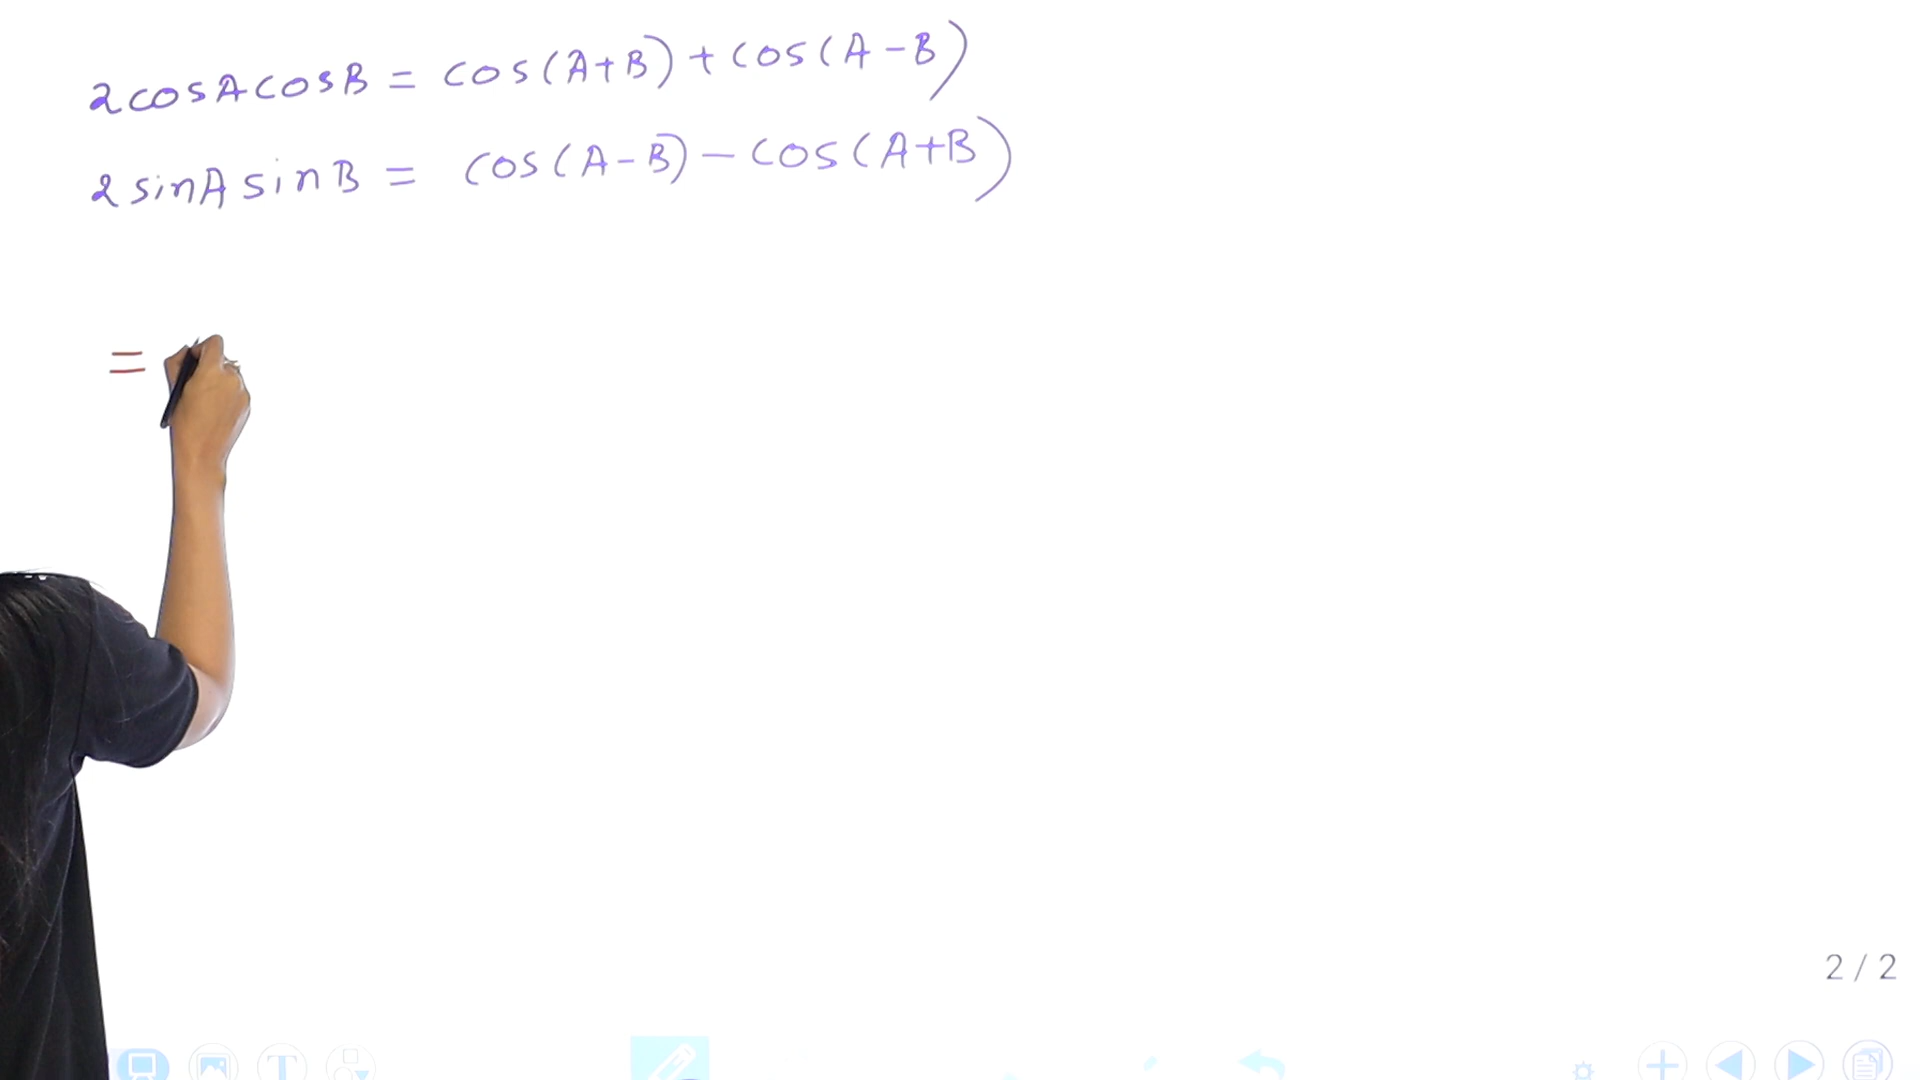 2cosAcosB = cos(A+B)+cos(A-B)
2sinAsinB = cos(A-B)-cos(A+B)
=
2/2
T